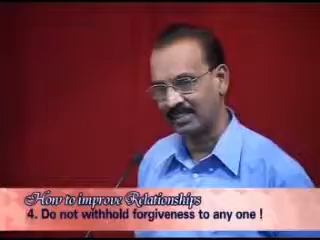 How to improve Relationships
4. Do not withhold forgiveness to any one !